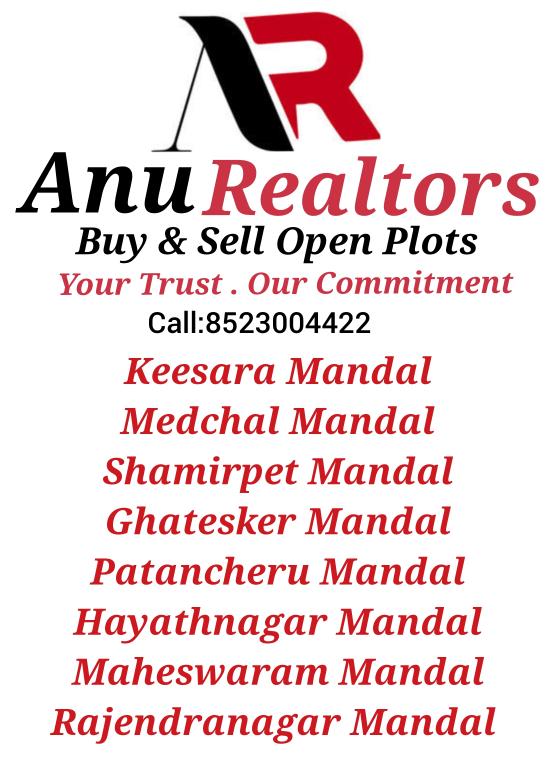 AR
Anu Realtors
Buy & Sell Open Plots
Your Trust . Our Commitment
Call:8523004422
Keesara Mandal
Medchal Mandal
Shamirpet Mandal
Ghatesker Mandal
Patancheru Mandal
Hayathnagar Mandal
Maheswaram Mandal
Rajendranagar Mandal